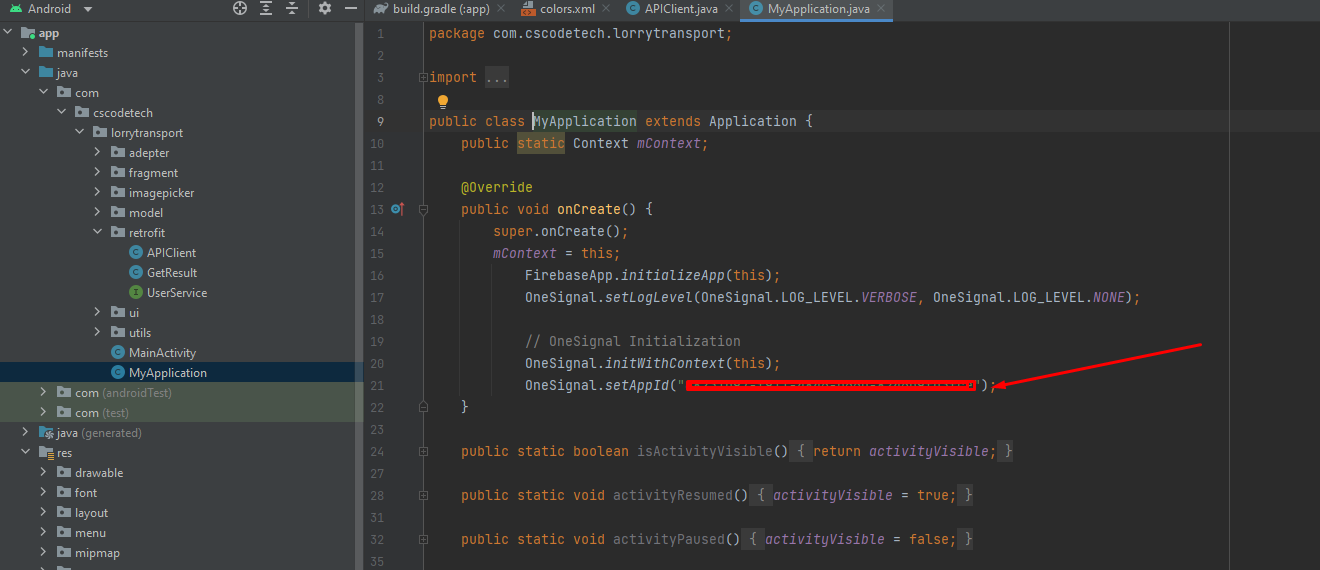 Android
build.gradle (:app)
colors.xml
APIClient.java
MyApplication.java
app
manifests
java
com
cscodetech
lorrytransport
adepter
fragment
imagepicker
model
retrofit
APIClient
GetResult
UserService
ui
utils
MainActivity
MyApplication
com (androidTest)
com (test)
java (generated)
res
drawable
font
layout
menu
mipmap
1 package com.cscodetech.lorrytransport;
2
3 import ...
8
9 public class MyApplication extends Application {
10 public static Context mContext;
11
12 @Override
13 public void onCreate() {
14 super.onCreate();
15 mContext = this;
16 FirebaseApp.initializeApp(this);
17 OneSignal.setLogLevel(OneSignal.LOG_LEVEL.VERBOSE, OneSignal.LOG_LEVEL.NONE);
18
19 // OneSignal Initialization
20 OneSignal.initWithContext(this);
21 OneSignal.setAppId("");
22 }
23
24 public static boolean isActivityVisible() { return activityVisible; }
27
28 public static void activityResumed() { activityVisible = true; }
31
32 public static void activityPaused() { activityVisible = false; }
35